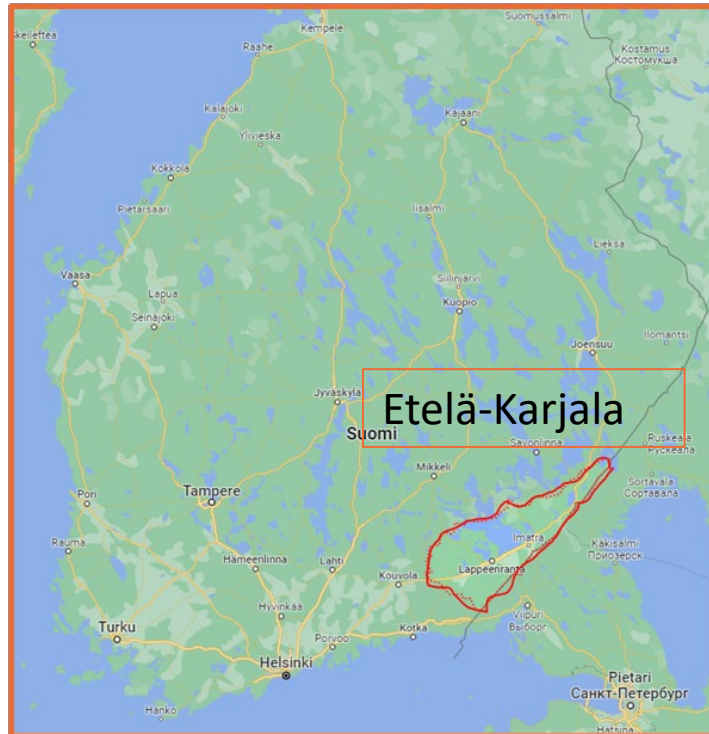 Kempele
Suomussalmi
Skellefteå
Raahe
Kostamus
Костомукша
Kalajoki
Kajaani
Ylivieska
Kokkola
Pietarsaari
Iisalmi
Lieksa
Vaasa
Siilinjärvi
Lapua
Kuopio
Seinäjoki
Ilomantsi
Joensuu
Jyväskylä
Etelä-Karjala
Suomi
Ruskeala
Рускеала
Savonlinna
Mikkeli
Sortavala
Сортавала
Tampere
Pori
Rauma
Imatra
Käkisalmi
Приозерск
Hämeenlinna
Lahti
Lappeenranta
Kouvola
Hyvinkää
Viipuri
Выборг
Turku
Porvoo
Kotka
Helsinki
Pietari
Санкт-Петербург
Hanko
Hatsina